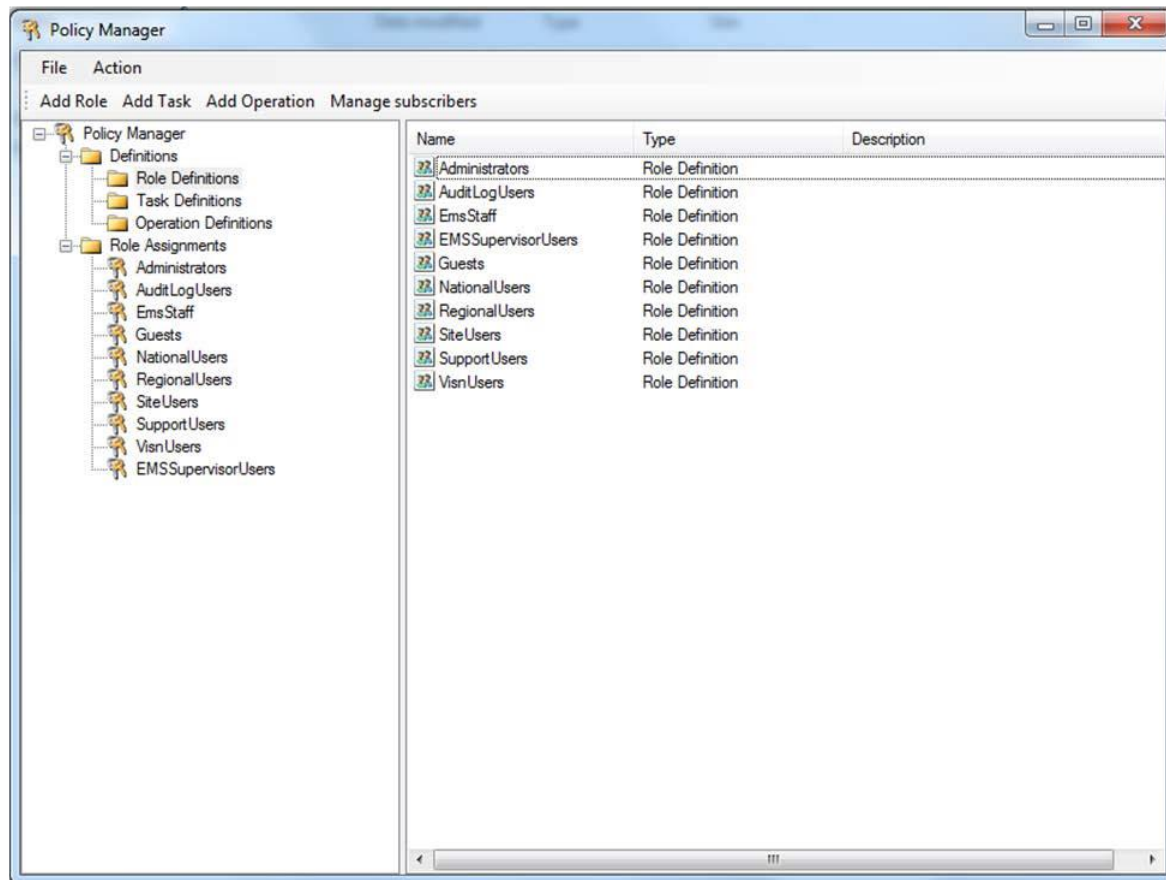 Policy Manager
File Action
Add Role Add Task Add Operation Manage subscribers
Policy Manager
Definitions
Role Definitions
Task Definitions
Operation Definitions
Role Assignments
Administrators
AuditLogUsers
EmsStaff
Guests
NationalUsers
RegionalUsers
SiteUsers
SupportUsers
VisnUsers
EMSSupervisorUsers
Name Type Description
Administrators Role Definition
AuditLogUsers Role Definition
EmsStaff Role Definition
EMSSupervisorUsers Role Definition
Guests Role Definition
NationalUsers Role Definition
RegionalUsers Role Definition
SiteUsers Role Definition
SupportUsers Role Definition
VisnUsers Role Definition